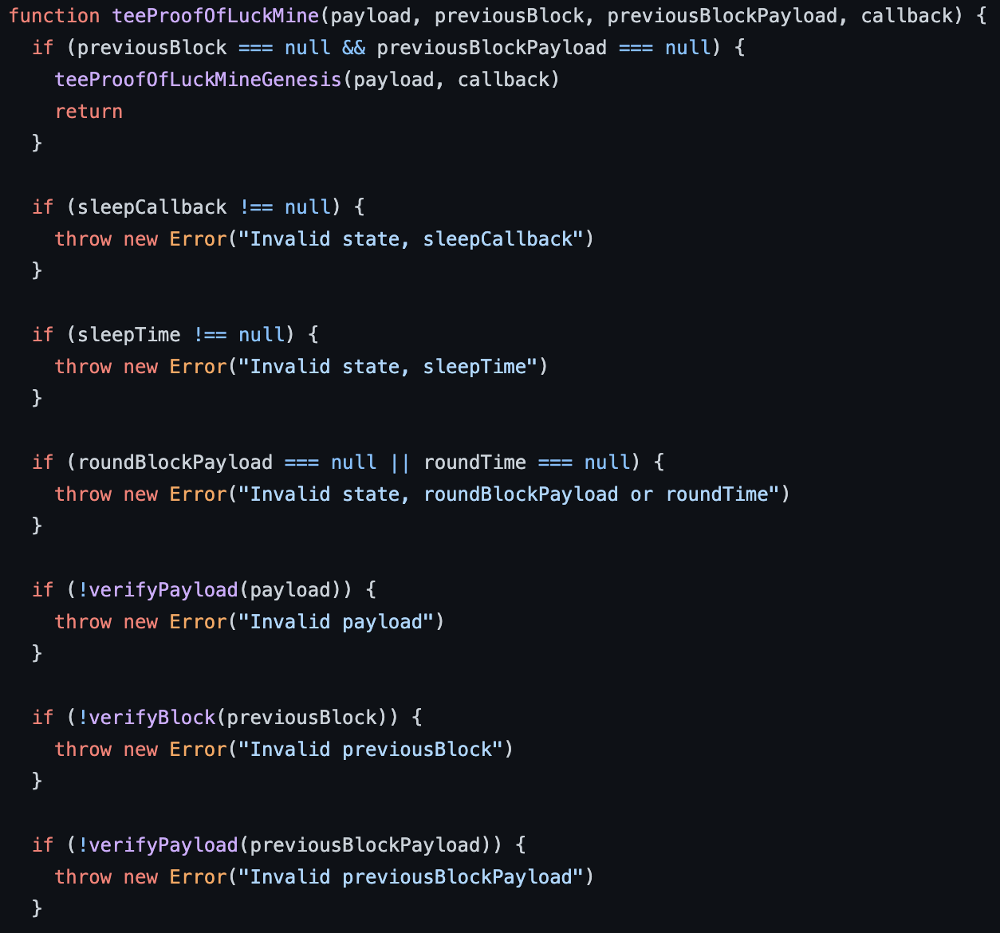 function teeProofOfLuckMine(payload, previousBlock, previousBlockPayload, callback) {
  if (previousBlock === null && previousBlockPayload === null) {
    teeProofOfLuckMineGenesis(payload, callback)
    return
  }

  if (sleepCallback !== null) {
    throw new Error("Invalid state, sleepCallback")
  }

  if (sleepTime !== null) {
    throw new Error("Invalid state, sleepTime")
  }

  if (roundBlockPayload === null || roundTime === null) {
    throw new Error("Invalid state, roundBlockPayload or roundTime")
  }

  if (!verifyPayload(payload)) {
    throw new Error("Invalid payload")
  }

  if (!verifyBlock(previousBlock)) {
    throw new Error("Invalid previousBlock")
  }

  if (!verifyPayload(previousBlockPayload)) {
    throw new Error("Invalid previousBlockPayload")
  }